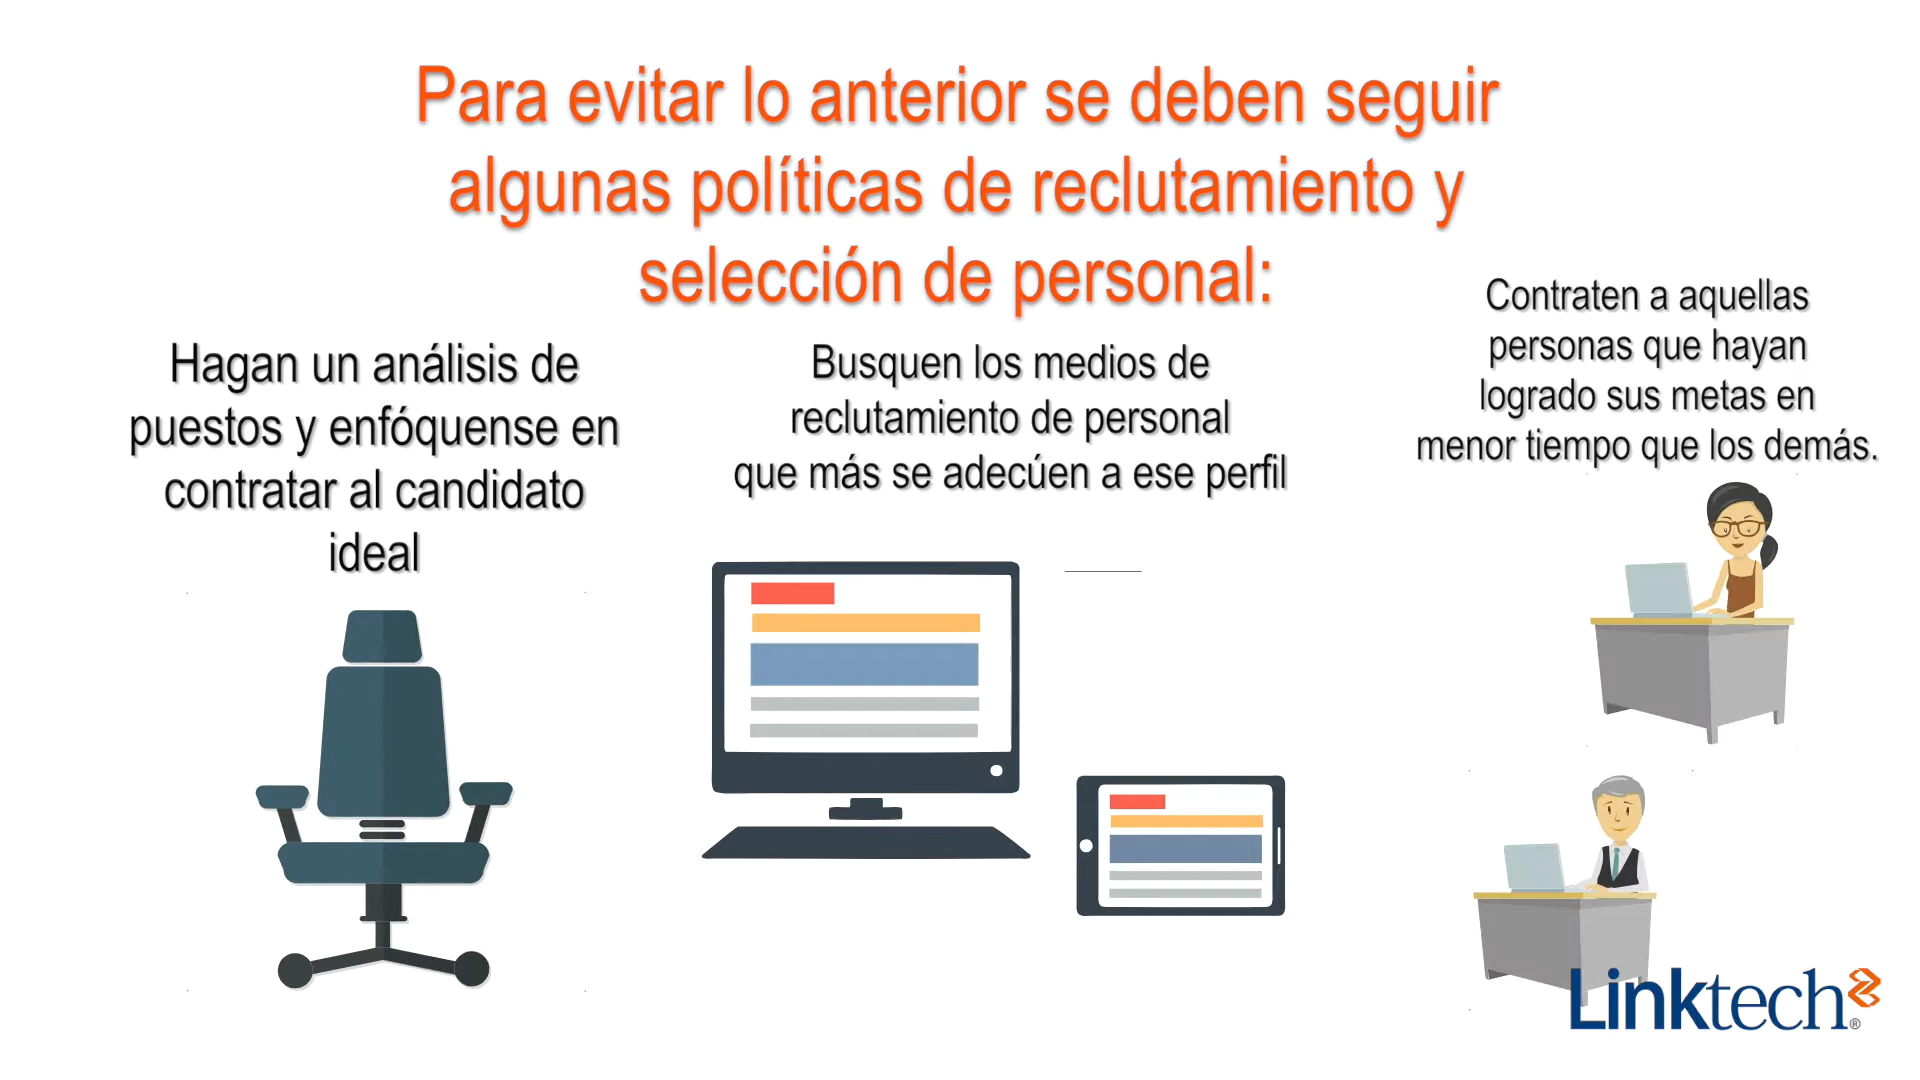 Para evitar lo anterior se deben seguir
algunas políticas de reclutamiento y
selección de personal:
Hagan un análisis de
puestos y enfóquense en
contratar al candidato
ideal
Busquen los medios de
reclutamiento de personal
que más se adecúen a ese perfil
Contraten a aquellas
personas que hayan
logrado sus metas en
menor tiempo que los demás.
Linktech®